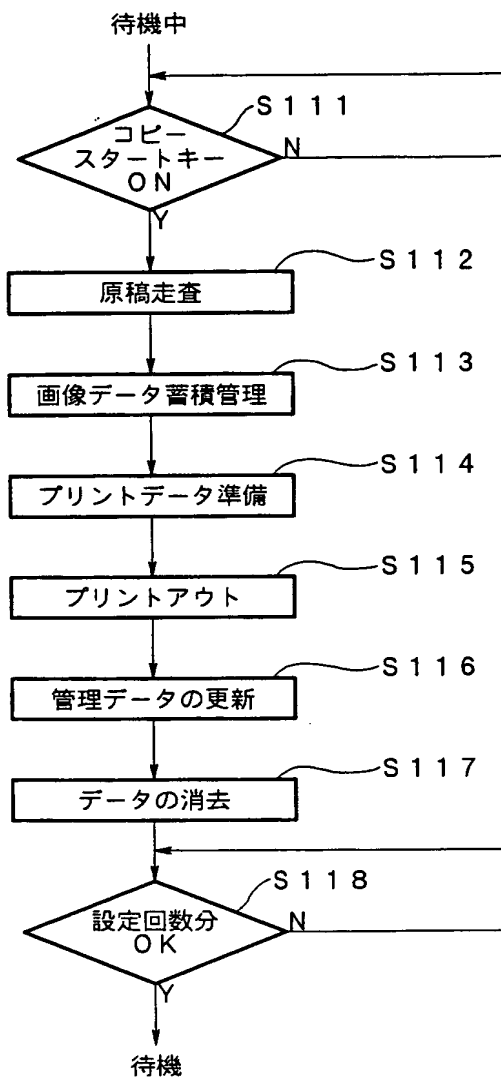 待機中
S111
コピー
スタートキー
ON
N
Y
S112
原稿走査
S113
画像データ蓄積管理
S114
プリントデータ準備
S115
プリントアウト
S116
管理データの更新
S117
データの消去
S118
設定回数分
OK
N
Y
待機